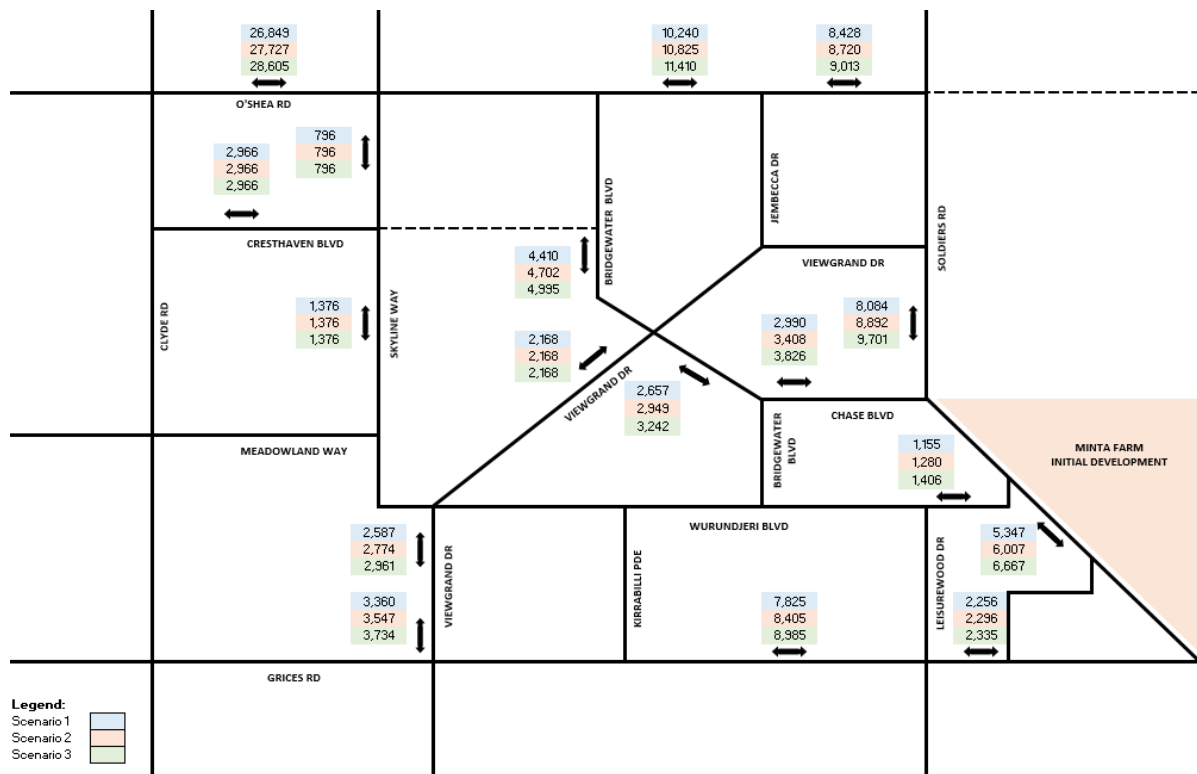 26,849
27,727
28,605
10,240
10,825
11,410
8,428
8,720
9,013
O'SHEA RD
796
796
796
2,966
2,966
2,966
JEMBECCA DR
BRIDGEWATER BLVD
SOLDIERS RD
CRESTHAVEN BLVD
4,410
4,702
4,995
VIEWGRAND DR
CLYDE RD
1,376
1,376
1,376
SKYLINE WAY
8,084
8,892
9,701
2,990
3,408
3,826
2,168
2,168
2,168
VIEWGRAND DR
2,657
2,949
3,242
CHASE BLVD
BRIDGEWATER
BLVD
MEADOWLAND WAY
1,155
1,280
1,406
MINTA FARM
INITIAL DEVELOPMENT
WURUNDJERI BLVD
2,587
2,774
2,961
VIEWGRAND DR
KIRRABILLI PDE
LEISUREWOOD DR
5,347
6,007
6,667
3,360
3,547
3,734
7,825
8,405
8,985
2,256
2,296
2,335
GRICES RD
Legend:
Scenario 1
Scenario 2
Scenario 3